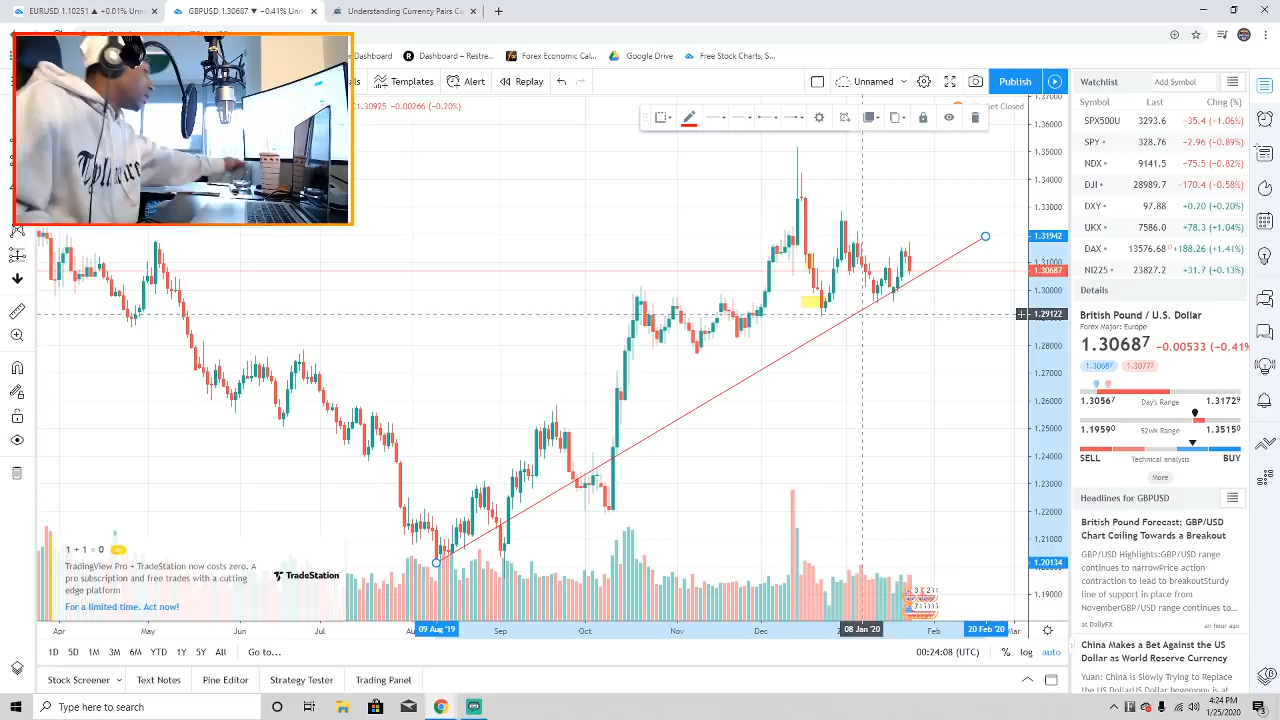 EURUSD 1.10251 ▲+0.01% Unn
GBPUSD 1.30687 ▼−0.41% Unn
Understanding Currency Pairs Co
Dashboard
Dashboard – Restre...
Forex Economic Cal...
Google Drive
Free Stock Charts, S...
Templates
Alert
Replay
Unnamed
Publish
1.30925 −0.00266 (−0.20%)
Watchlist
Add Symbol
Symbol Last Chng (%)
SPX500U 3293.6 −35.4 (−1.06%)
SPY 328.76 −2.96 (−0.89%)
NDX 9141.5 −75.5 (−0.82%)
DJI 28989.7 −170.4 (−0.58%)
DXY 97.88 +0.20 (+0.20%)
UKX 7586.0 +78.3 (+1.04%)
DAX 13576.68 +188.26 (+1.41%)
NI225 23827.2 +31.7 (+0.13%)
Details
British Pound / U.S. Dollar
Forex Major: Europe
1.30687 −0.00533 (−0.41%
1.30687 1.30772
1.30567 Day's Range 1.31729
1.19590 52wk Range 1.35150
SELL Technical analysis BUY
More
Headlines for GBPUSD
British Pound Forecast: GBP/USD
Chart Coiling Towards a Breakout
GBP/USD Highlights:GBP/USD range
continues to narrowPrice action
contraction to lead to breakoutSturdy
line of support in place from
NovemberGBP/USD range continues to...
at DailyFX an hour ago
China Makes a Bet Against the US
Dollar as World Reserve Currency
Yuan: China is Slowly Trying to Replace
the US DollarUS Dollar hegemony is at
1.37000
1.36000
1.35000
1.34000
1.33000
1.31942
1.31000
1.30687
1.30000
1.29122
1.28000
1.27000
1.26000
1.25000
1.24000
1.23000
1.22000
1.21000
1.20134
1.19000
1 + 1 = 0
TradingView Pro + TradeStation now costs zero. A
pro subscription and free trades with a cutting
edge platform
For a limited time. Act now!
TradeStation
Apr May Jun Jul Au 09 Aug '19 Sep Oct Nov Dec 08 Jan '20 Feb 20 Feb '20 Mar
1D 5D 1M 3M 6M YTD 1Y 5Y All Go to...
00:24:08 (UTC) % log auto
Stock Screener Text Notes Pine Editor Strategy Tester Trading Panel
Type here to search
4:24 PM
1/25/2020